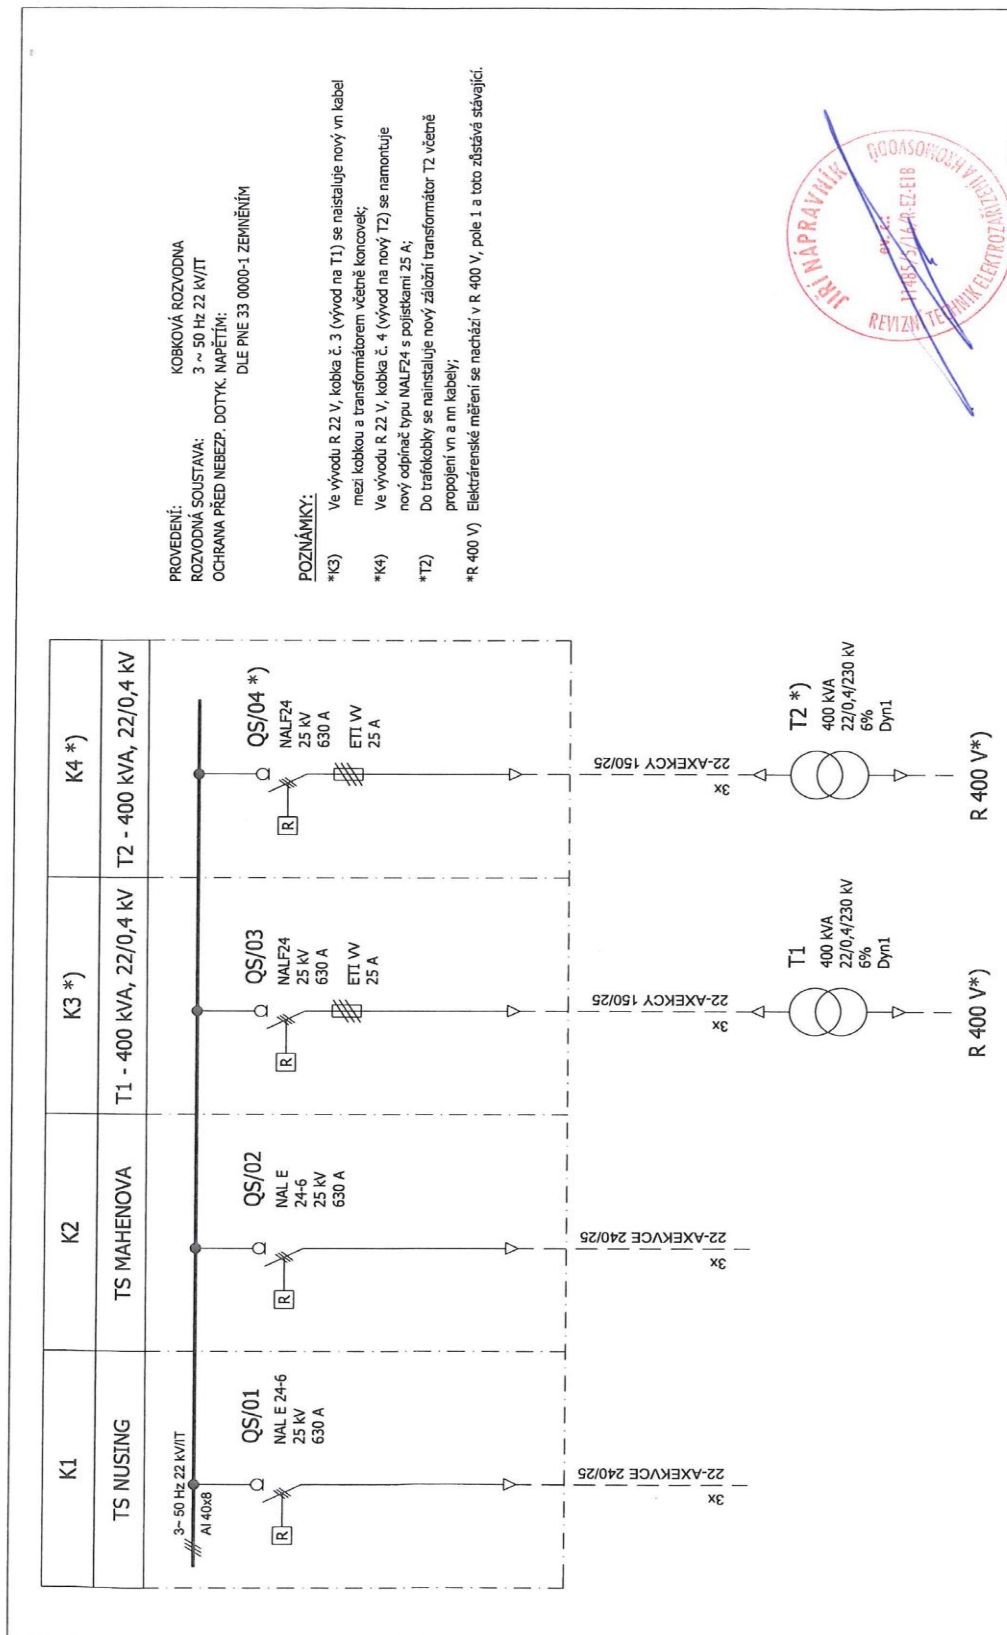 K1
K2
K3 *)
K4 *)
TS NUSING
TS MAHENOVA
T1 - 400 kVA, 22/0,4 kV
T2 - 400 kVA, 22/0,4 kV
3~ 50 Hz 22 kV/IT
Al 40x8
QS/01
NAL E 24-6
25 kV
630 A
R
QS/02
NAL E
24-6
25 kV
630 A
R
QS/03
NALF24
25 kV
630 A
ETI VV
25 A
R
QS/04 *)
NALF24
25 kV
630 A
ETI VV
25 A
R
3x
22-AXEKVCE 240/25
3x
22-AXEKVCE 240/25
3x
22-AXEKCY 150/25
3x
22-AXEKCY 150/25
T1
400 kVA
22/0,4/230 kV
6%
Dyn1
T2 *)
400 kVA
22/0,4/230 kV
6%
Dyn1
R 400 V*)
R 400 V*)
PROVEDENÍ: KOBKOVÁ ROZVODNA
ROZVODNÁ SOUSTAVA: 3 ~ 50 Hz 22 kV/IT
OCHRANA PŘED NEBEZP. DOTYK. NAPĚTÍM:
DLE PNE 33 0000-1 ZEMNĚNÍM
POZNÁMKY:
*K3) Ve vývodu R 22 V, kobka č. 3 (vývod na T1) se naistaluje nový vn kabel
mezi kobkou a transformátorem včetně koncovek;
*K4) Ve vývodu R 22 V, kobka č. 4 (vývod na nový T2) se namontuje
nový odpínač typu NALF24 s pojistkami 25 A;
*T2) Do trafokobky se nainstaluje nový záložní transformátor T2 včetně
propojení vn a nn kabely;
*R 400 V) Elektrárenské měření se nachází v R 400 V, pole 1 a toto zůstává stávající.
JIŘÍ NÁPRAVNÍK
ev. č.:
11485/5/16/R-EZ-E1B
REVIZNÍ TECHNIK ELEKTROZAŘÍZENÍ A HROMOSVODŮ